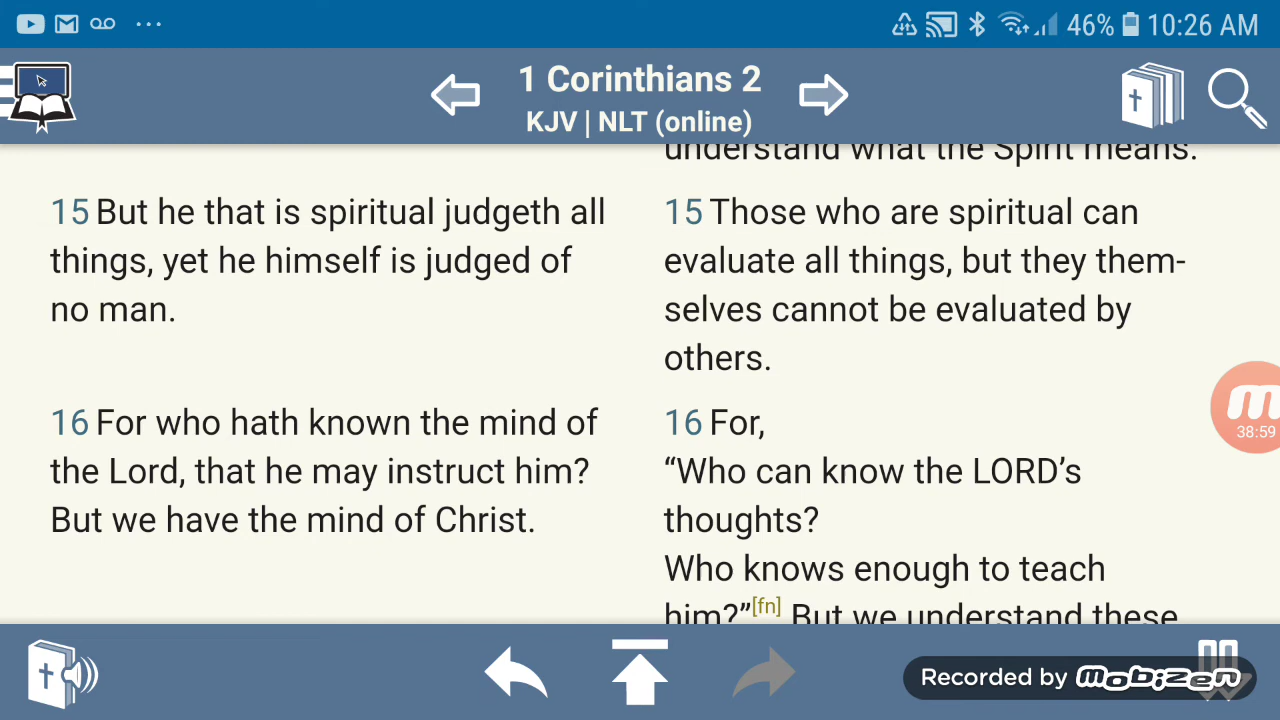 46% 10:26 AM
1 Corinthians 2
KJV | NLT (online)
understand what the Spirit means.
15 But he that is spiritual judgeth all
things, yet he himself is judged of
no man.
16 For who hath known the mind of
the Lord, that he may instruct him?
But we have the mind of Christ.
15 Those who are spiritual can
evaluate all things, but they them-
selves cannot be evaluated by
others.
16 For,
“Who can know the LORD’s
thoughts?
Who knows enough to teach
him?”[fn] But we understand these
38:59
Recorded by mobizen